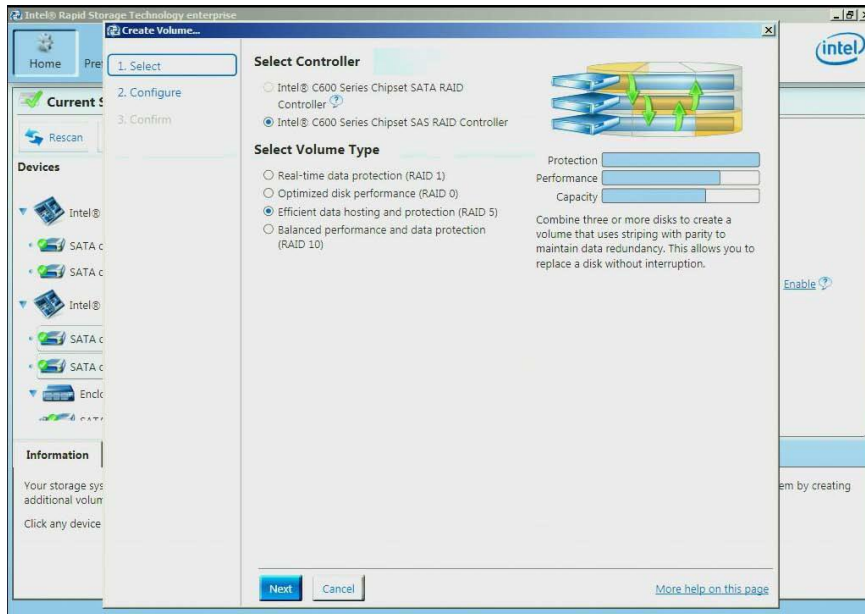 Intel® Rapid Storage Technology enterprise
Create Volume...
Home
intel
1. Select
2. Configure
3. Confirm
Current
Rescan
Devices
Intel®
SATA
SATA
Intel®
SATA
SATA
Select Controller
Intel® C600 Series Chipset SATA RAID
Controller
Intel® C600 Series Chipset SAS RAID Controller
Select Volume Type
Real-time data protection (RAID 1)
Optimized disk performance (RAID 0)
Efficient data hosting and protection (RAID 5)
Balanced performance and data protection
(RAID 10)
Protection
Performance
Capacity
Combine three or more disks to create a
volume that uses striping with parity to
maintain data redundancy. This allows you to
replace a disk without interruption.
Enable
Information
Your storage sys
additional volum
em by creating
Click any device
Next
Cancel
More help on this page